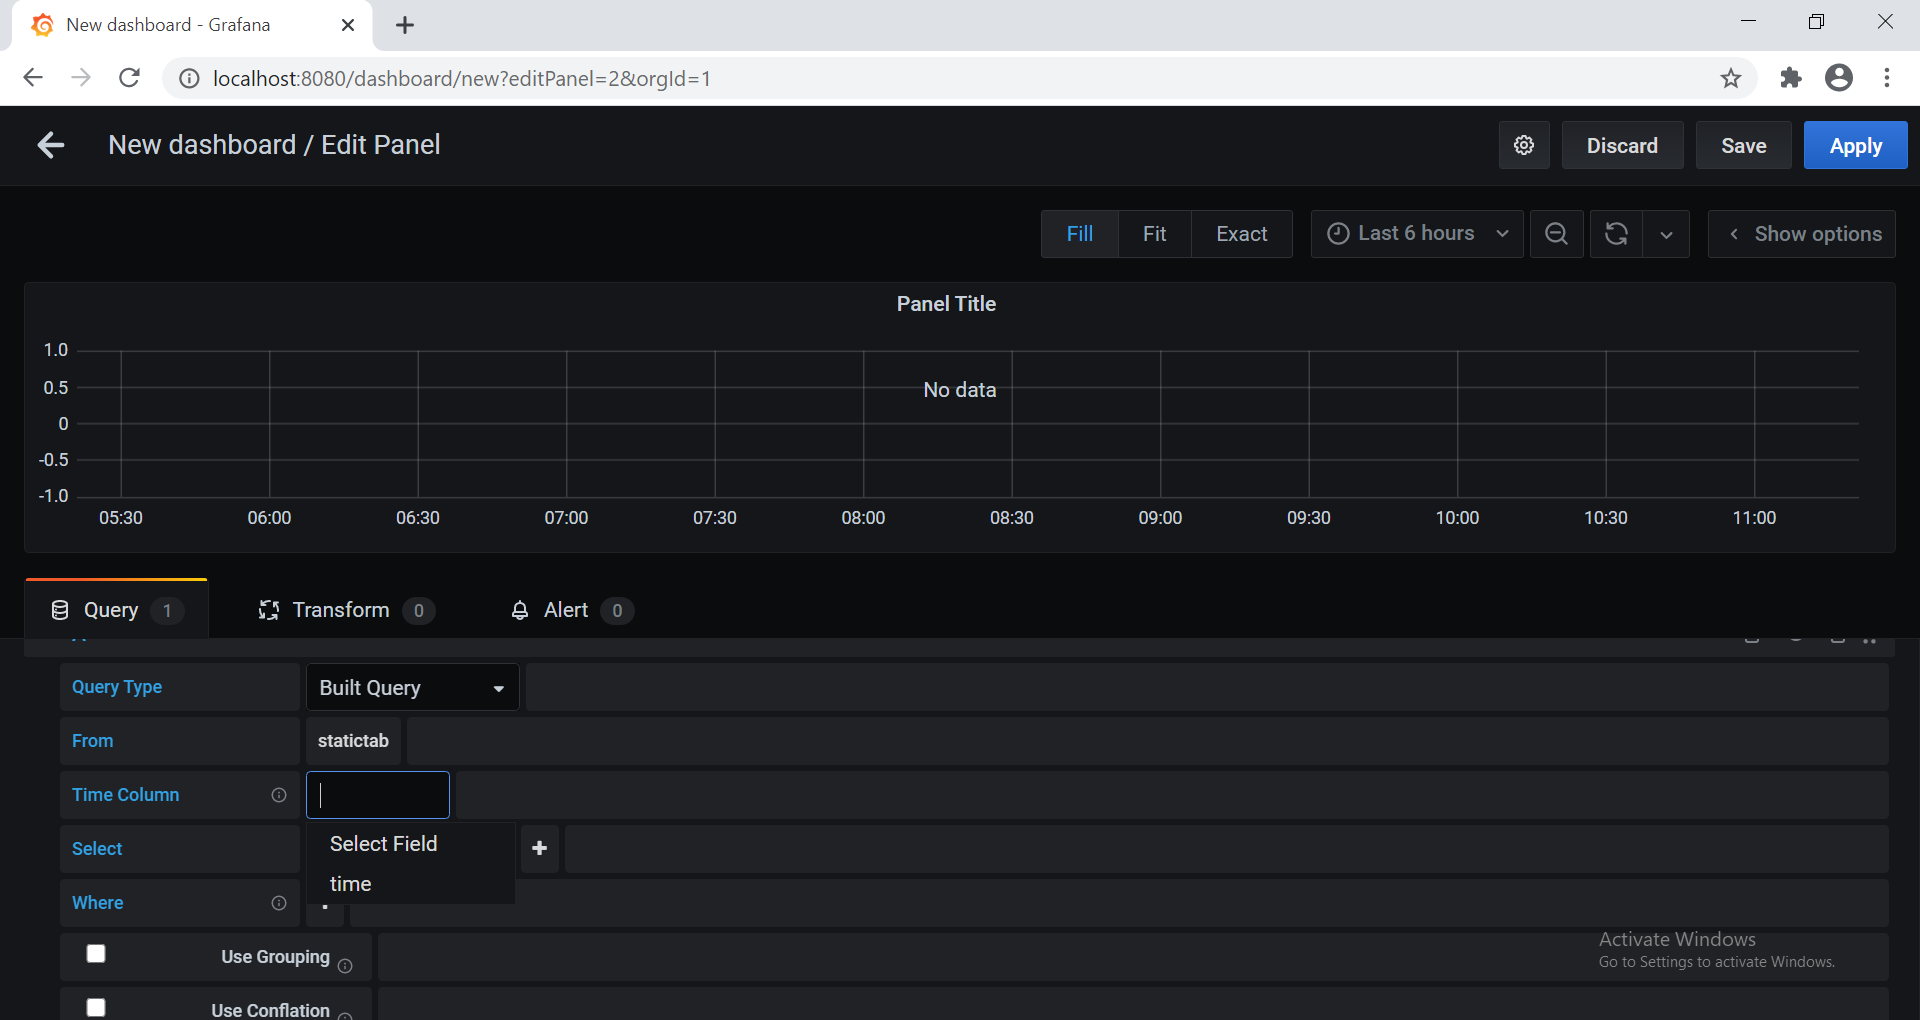 New dashboard - Grafana
localhost:8080/dashboard/new?editPanel=2&orgId=1
New dashboard / Edit Panel
Discard
Save
Apply
Fill
Fit
Exact
Last 6 hours
Show options
Panel Title
1.0
0.5
0
-0.5
-1.0
No data
05:30
06:00
06:30
07:00
07:30
08:00
08:30
09:00
09:30
10:00
10:30
11:00
Query 1
Transform 0
Alert 0
Query Type
Built Query
From
statictab
Time Column
Select
Select Field
time
Where
Use Grouping
Use Conflation
Activate Windows
Go to Settings to activate Windows.